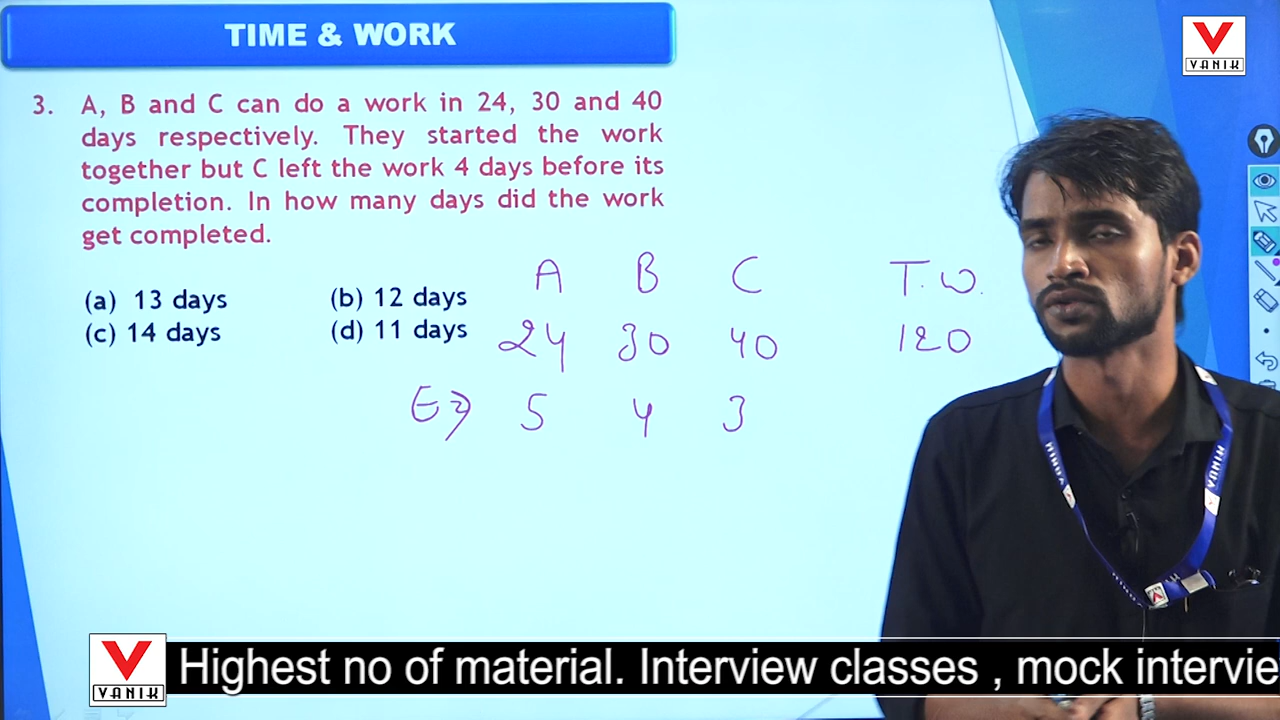 TIME & WORK
VANIK
3. A, B and C can do a work in 24, 30 and 40
days respectively. They started the work
together but C left the work 4 days before its
completion. In how many days did the work
get completed.
(a) 13 days (b) 12 days
(c) 14 days (d) 11 days
A B C T.W.
24 30 40 120
E⇒ 5 4 3
VANIK
VANIK
VANIK
Highest no of material. Interview classes , mock intervie
3